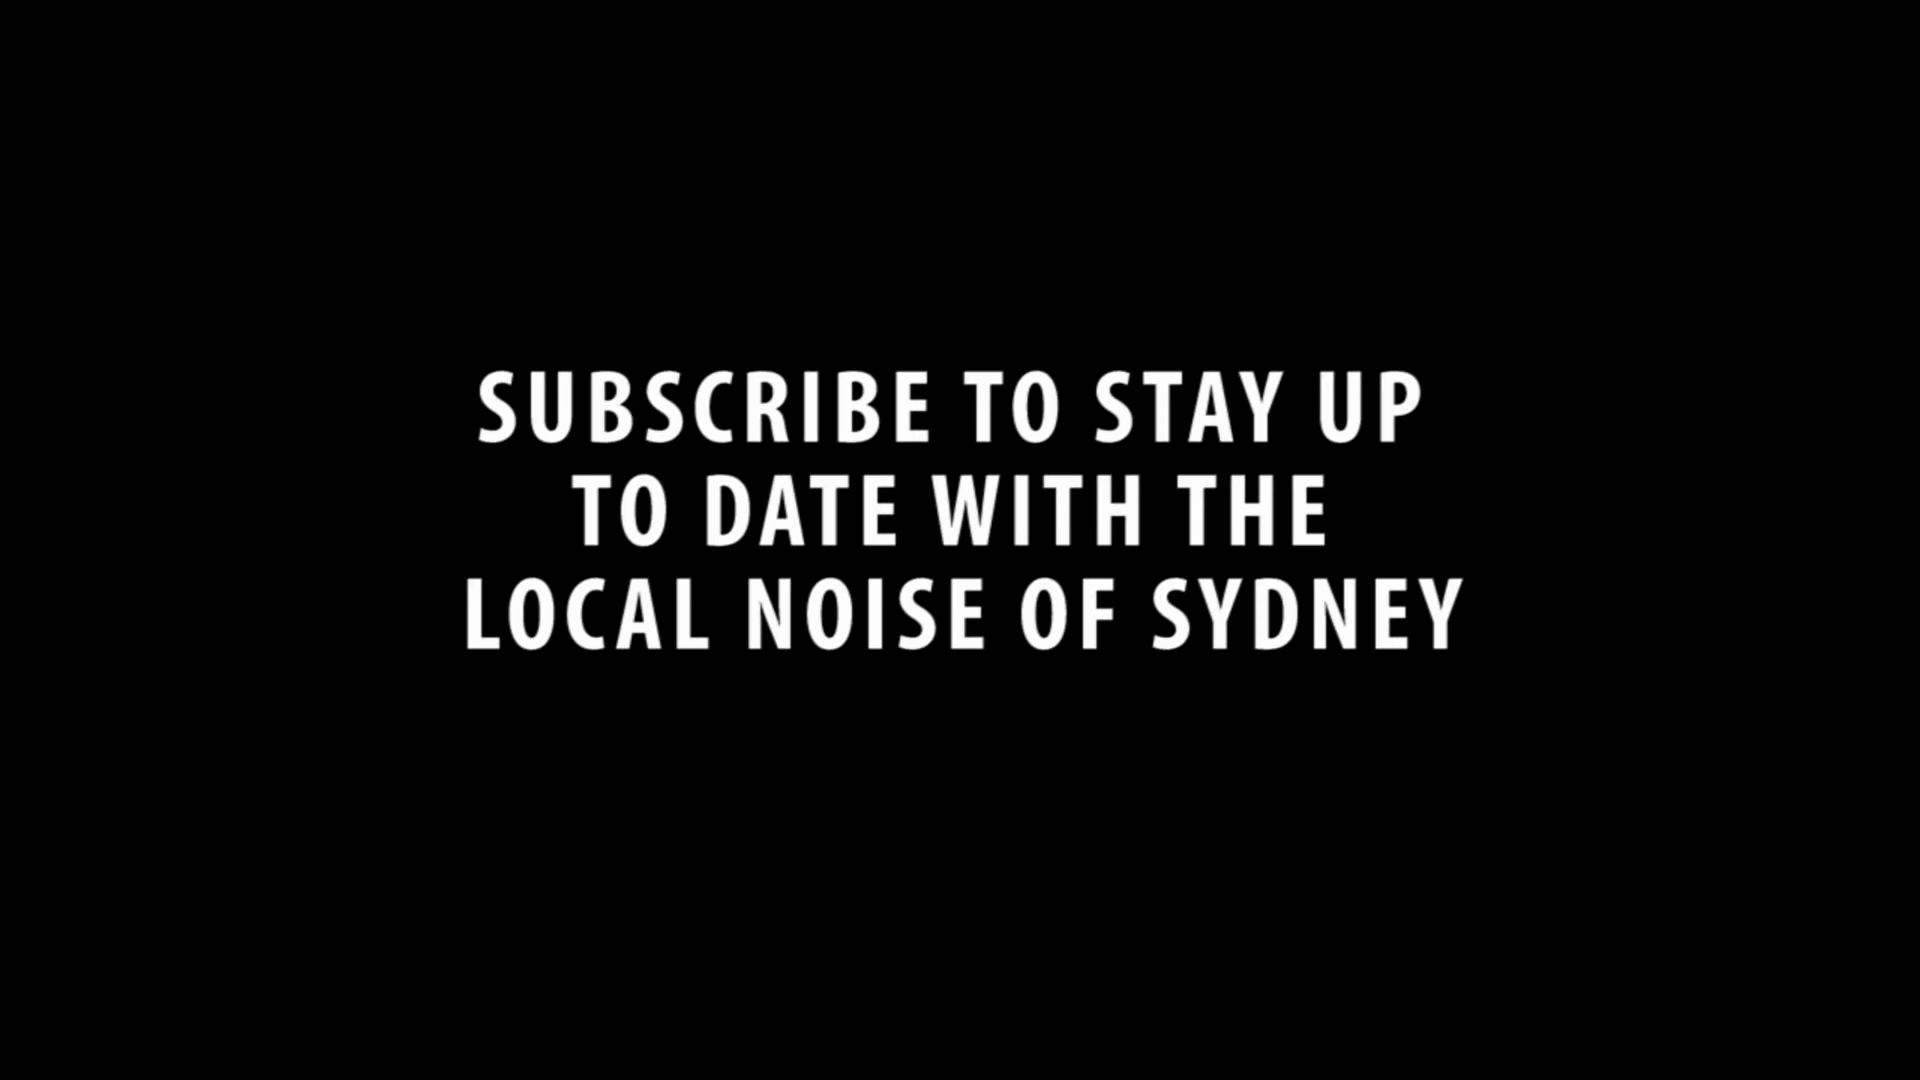 SUBSCRIBE TO STAY UP
TO DATE WITH THE
LOCAL NOISE OF SYDNEY